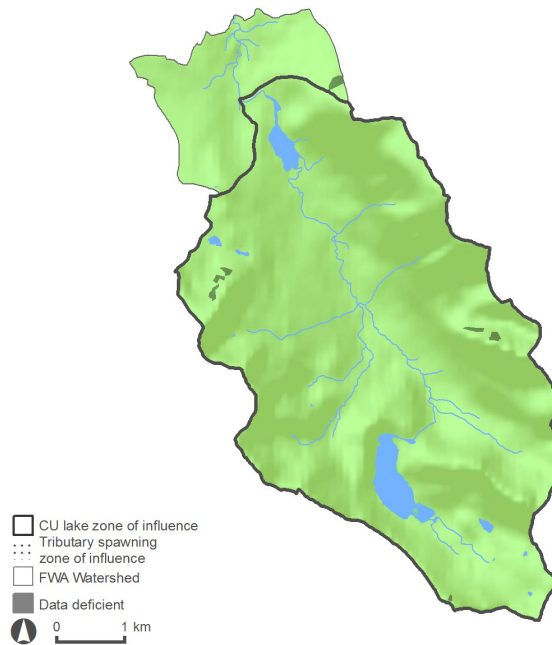 CU lake zone of influence
Tributary spawning
zone of influence
FWA Watershed
Data deficient
0 1 km